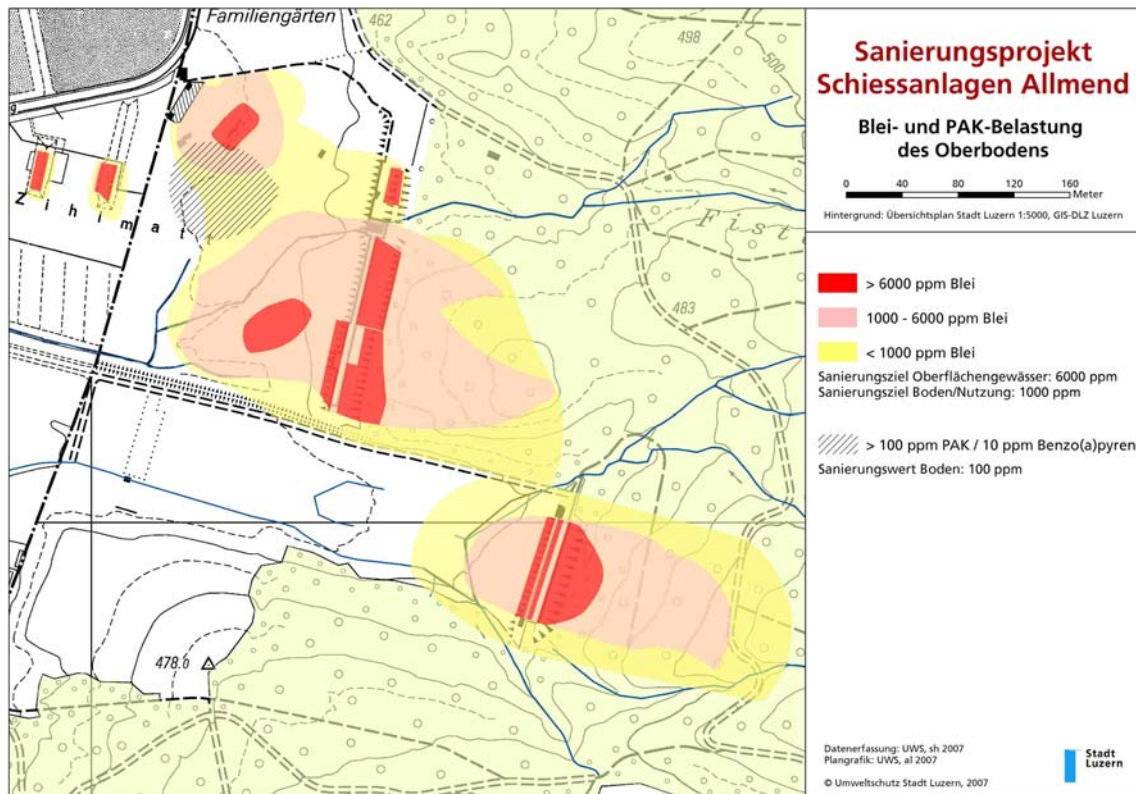 Familiengärten
462
498
500
Zihlmatt
Fist
483
478.0
Sanierungsprojekt
Schiessanlagen Allmend
Blei- und PAK-Belastung
des Oberbodens
0 40 80 120 160
Meter
Hintergrund: Übersichtsplan Stadt Luzern 1:5000, GIS-DLZ Luzern
> 6000 ppm Blei
1000 - 6000 ppm Blei
< 1000 ppm Blei
Sanierungsziel Oberflächengewässer: 6000 ppm
Sanierungsziel Boden/Nutzung: 1000 ppm
> 100 ppm PAK / 10 ppm Benzo(a)pyren
Sanierungswert Boden: 100 ppm
Datenerfassung: UWS, sh 2007
Plangrafik: UWS, al 2007
© Umweltschutz Stadt Luzern, 2007
Stadt
Luzern